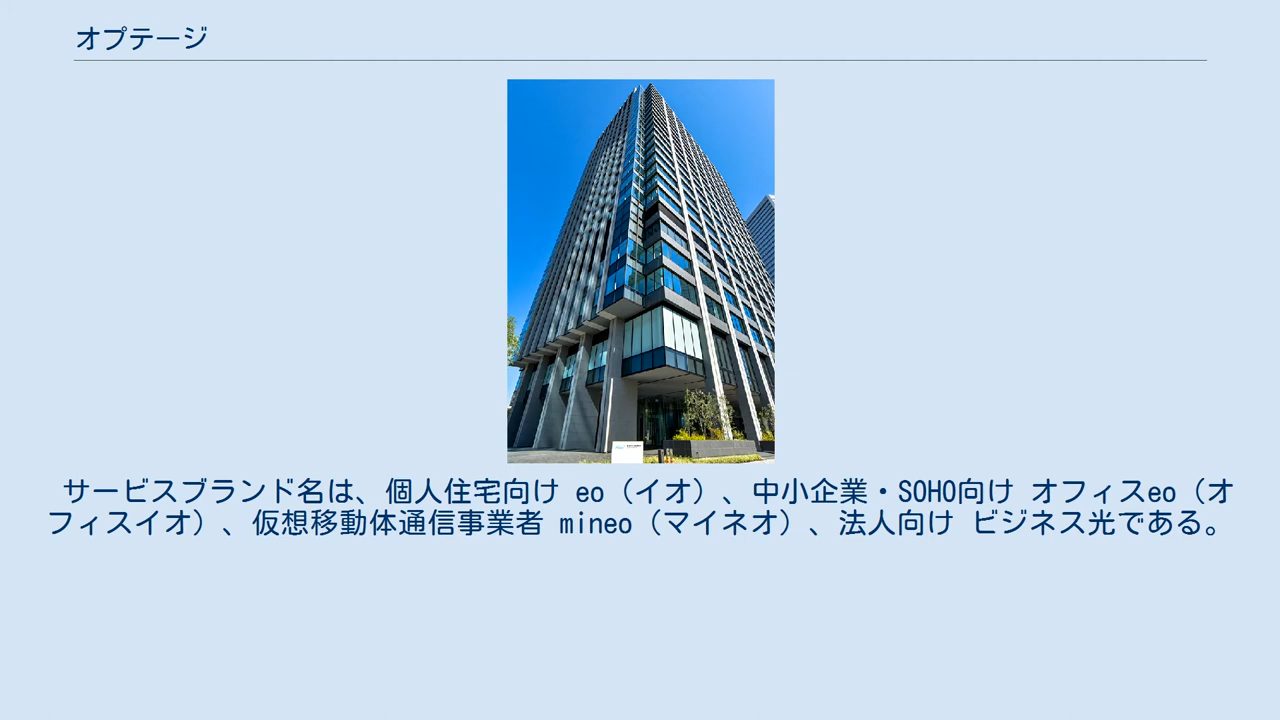 オプテージ
サービスブランド名は、個人住宅向け eo（イオ）、中小企業・SOHO向け オフィスeo（オ
フィスイオ）、仮想移動体通信事業者 mineo（マイネオ）、法人向け ビジネス光である。